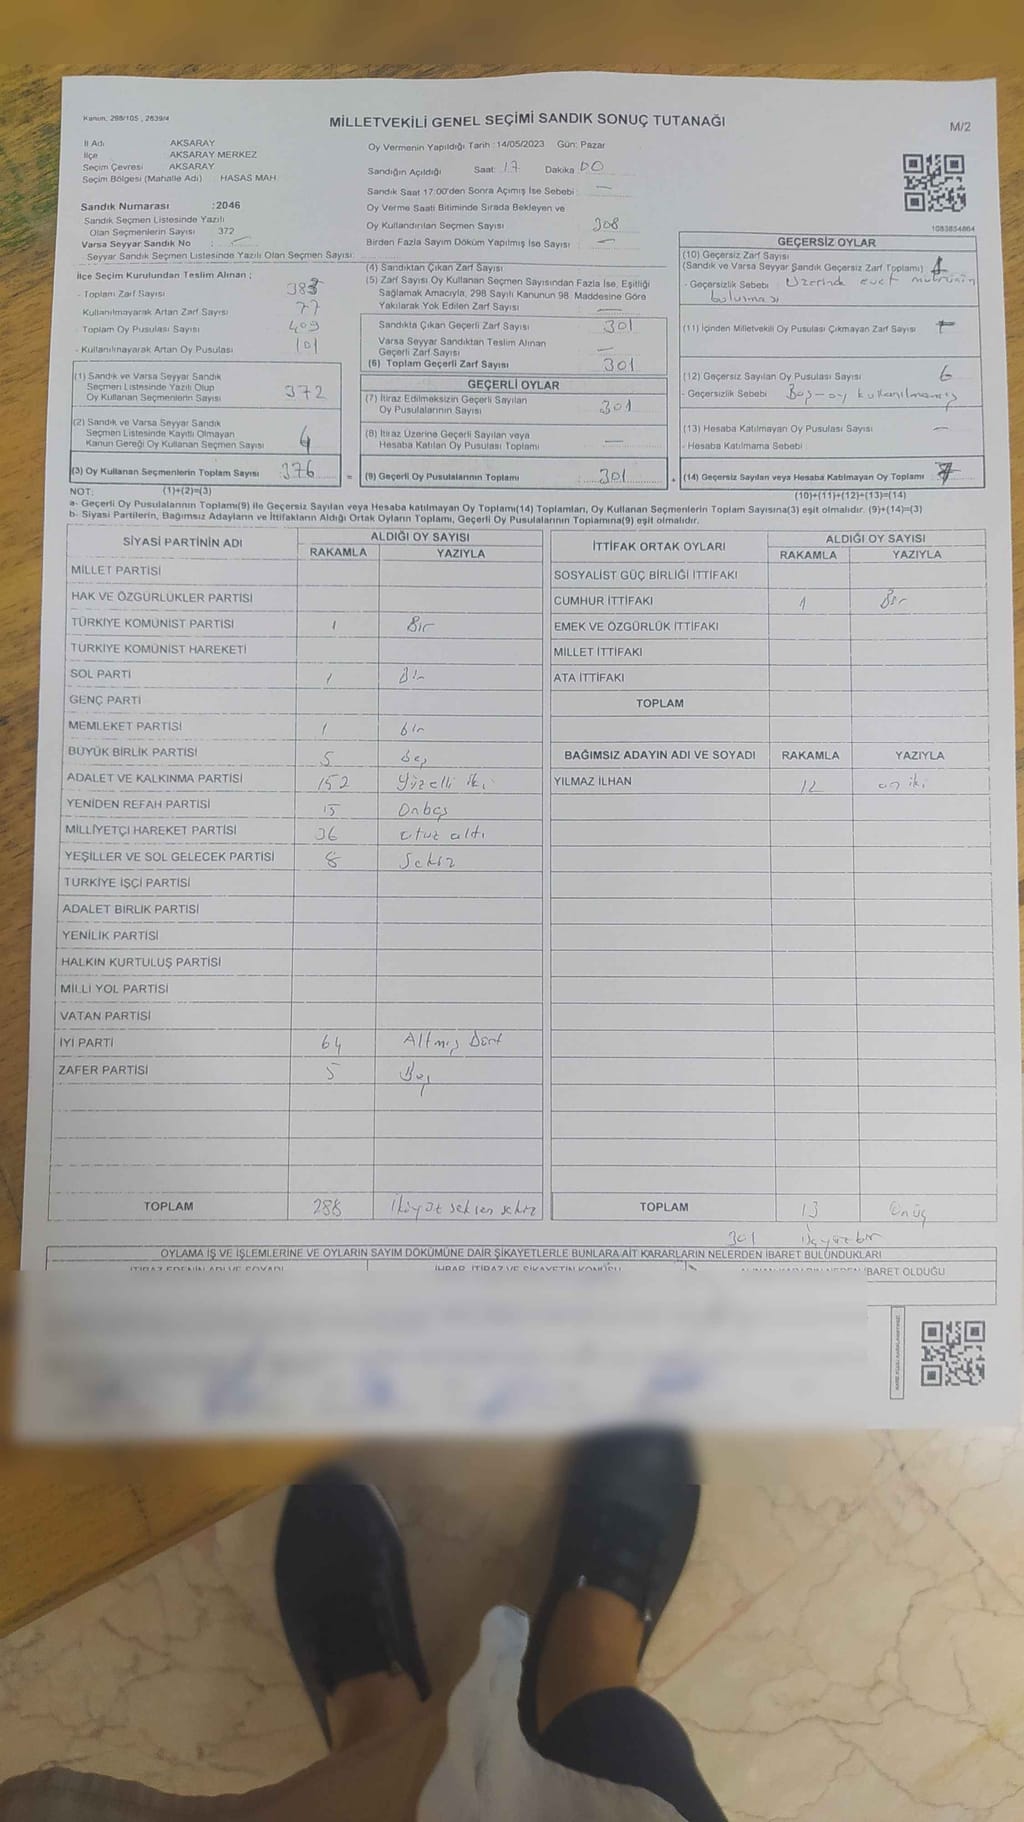 Kanun, 298/105 , 2839/4
MİLLETVEKİLİ GENEL SEÇİMİ SANDIK SONUÇ TUTANAĞI
M/2
İl Adı AKSARAY
İlçe AKSARAY MERKEZ
Seçim Çevresi AKSARAY
Seçim Bölgesi (Mahalle Adı) HASAS MAH.
Sandık Numarası :2046
Sandık Seçmen Listesinde Yazılı
Olan Seçmenlerin Sayısı 372
Varsa Seyyar Sandık No :
Seyyar Sandık Seçmen Listesinde Yazılı Olan Seçmen Sayısı:
Oy Vermenin Yapıldığı Tarih :14/05/2023 Gün: Pazar
Sandığın Açıldığı Saat: 17 Dakika 00
Sandık Saat 17:00'den Sonra Açılmış İse Sebebi : —
Oy Verme Saati Bitiminde Sırada Bekleyen ve
Oy Kullandırılan Seçmen Sayısı 308
Birden Fazla Sayım Döküm Yapılmış İse Sayısı : —
1083834864
İlçe Seçim Kurulundan Teslim Alınan ;
- Toplam Zarf Sayısı
Kullanılmayarak Artan Zarf Sayısı 77
- Toplam Oy Pusulası Sayısı 409
- Kullanılmayarak Artan Oy Pusulası 101
(1) Sandık ve Varsa Seyyar Sandık
Seçmen Listesinde Yazılı Olup
Oy Kullanan Seçmenlerin Sayısı 372
(2) Sandık ve Varsa Seyyar Sandık
Seçmen Listesinde Kayıtlı Olmayan
Kanun Gereği Oy Kullanan Seçmen Sayısı 4
(3) Oy Kullanan Seçmenlerin Toplam Sayısı 376 =
(4) Sandıktan Çıkan Zarf Sayısı
(5) Zarf Sayısı Oy Kullanan Seçmen Sayısından Fazla İse, Eşitliği
Sağlamak Amacıyla, 298 Sayılı Kanunun 98. Maddesine Göre
Yakılarak Yok Edilen Zarf Sayısı —
Sandıkta Çıkan Geçerli Zarf Sayısı 301
Varsa Seyyar Sandıktan Teslim Alınan
Geçerli Zarf Sayısı —
(6) Toplam Geçerli Zarf Sayısı 301
GEÇERLİ OYLAR
(7) İtiraz Edilmeksizin Geçerli Sayılan
Oy Pusulalarının Sayısı 301
(8) İtiraz Üzerine Geçerli Sayılan veya
Hesaba Katılan Oy Pusulası Toplamı —
(9) Geçerli Oy Pusulalarının Toplamı 301 +
GEÇERSİZ OYLAR
(10) Geçersiz Zarf Sayısı
(Sandık ve Varsa Seyyar Sandık Geçersiz Zarf Toplamı) 1
- Geçersizlik Sebebi : Üzerinde evet mührünün
bulunması
(11) İçinden Milletvekili Oy Pusulası Çıkmayan Zarf Sayısı
(12) Geçersiz Sayılan Oy Pusulası Sayısı 6
- Geçersizlik Sebebi Boş-oy kullanılmamış
(13) Hesaba Katılmayan Oy Pusulası Sayısı —
- Hesaba Katılmama Sebebi
(14) Geçersiz Sayılan veya Hesaba Katılmayan Oy Toplamı 7
NOT: (1)+(2)=(3)
(10)+(11)+(12)+(13)=(14)
a- Geçerli Oy Pusulalarının Toplamı(9) ile Geçersiz Sayılan veya Hesaba katılmayan Oy Toplamı(14) Toplamları, Oy Kullanan Seçmenlerin Toplam Sayısına(3) eşit olmalıdır. (9)+(14)=(3)
b- Siyasi Partilerin, Bağımsız Adayların ve İttifakların Aldığı Ortak Oyların Toplamı, Geçerli Oy Pusulalarının Toplamına(9) eşit olmalıdır.
SİYASİ PARTİNİN ADI ALDIĞI OY SAYISI
RAKAMLA YAZIYLA
MİLLET PARTİSİ
HAK VE ÖZGÜRLÜKLER PARTİSİ
TÜRKİYE KOMÜNİST PARTİSİ 1 Bir
TÜRKİYE KOMÜNİST HAREKETİ
SOL PARTİ 1 Bir
GENÇ PARTİ
MEMLEKET PARTİSİ 1 bir
BÜYÜK BİRLİK PARTİSİ 5 Beş
ADALET VE KALKINMA PARTİSİ 152 Yüzelli iki
YENİDEN REFAH PARTİSİ 15 Onbeş
MİLLİYETÇİ HAREKET PARTİSİ 36 otuz altı
YEŞİLLER VE SOL GELECEK PARTİSİ 8 Sekiz
TÜRKİYE İŞÇİ PARTİSİ
ADALET BİRLİK PARTİSİ
YENİLİK PARTİSİ
HALKIN KURTULUŞ PARTİSİ
MİLLİ YOL PARTİSİ
VATAN PARTİSİ
İYİ PARTİ 64 Altmış Dört
ZAFER PARTİSİ 5 Beş
TOPLAM 288 İkiyüz seksen sekiz
İTTİFAK ORTAK OYLARI ALDIĞI OY SAYISI
RAKAMLA YAZIYLA
SOSYALİST GÜÇ BİRLİĞİ İTTİFAKI
CUMHUR İTTİFAKI 1 Bir
EMEK VE ÖZGÜRLÜK İTTİFAKI
MİLLET İTTİFAKI
ATA İTTİFAKI
TOPLAM
BAĞIMSIZ ADAYIN ADI VE SOYADI RAKAMLA YAZIYLA
YILMAZ İLHAN 12 on iki
TOPLAM 13 Onüç
301 üçyüzbir
OYLAMA İŞ VE İŞLEMLERİNE VE OYLARIN SAYIM DÖKÜMÜNE DAİR ŞİKAYETLERLE BUNLARA AİT KARARLARIN NELERDEN İBARET BULUNDUKLARI
İTİRAZ EDENİN ADI VE SOYADI İHBAR, İTİRAZ VE ŞİKAYETİN KONUSU İBARET OLDUĞU